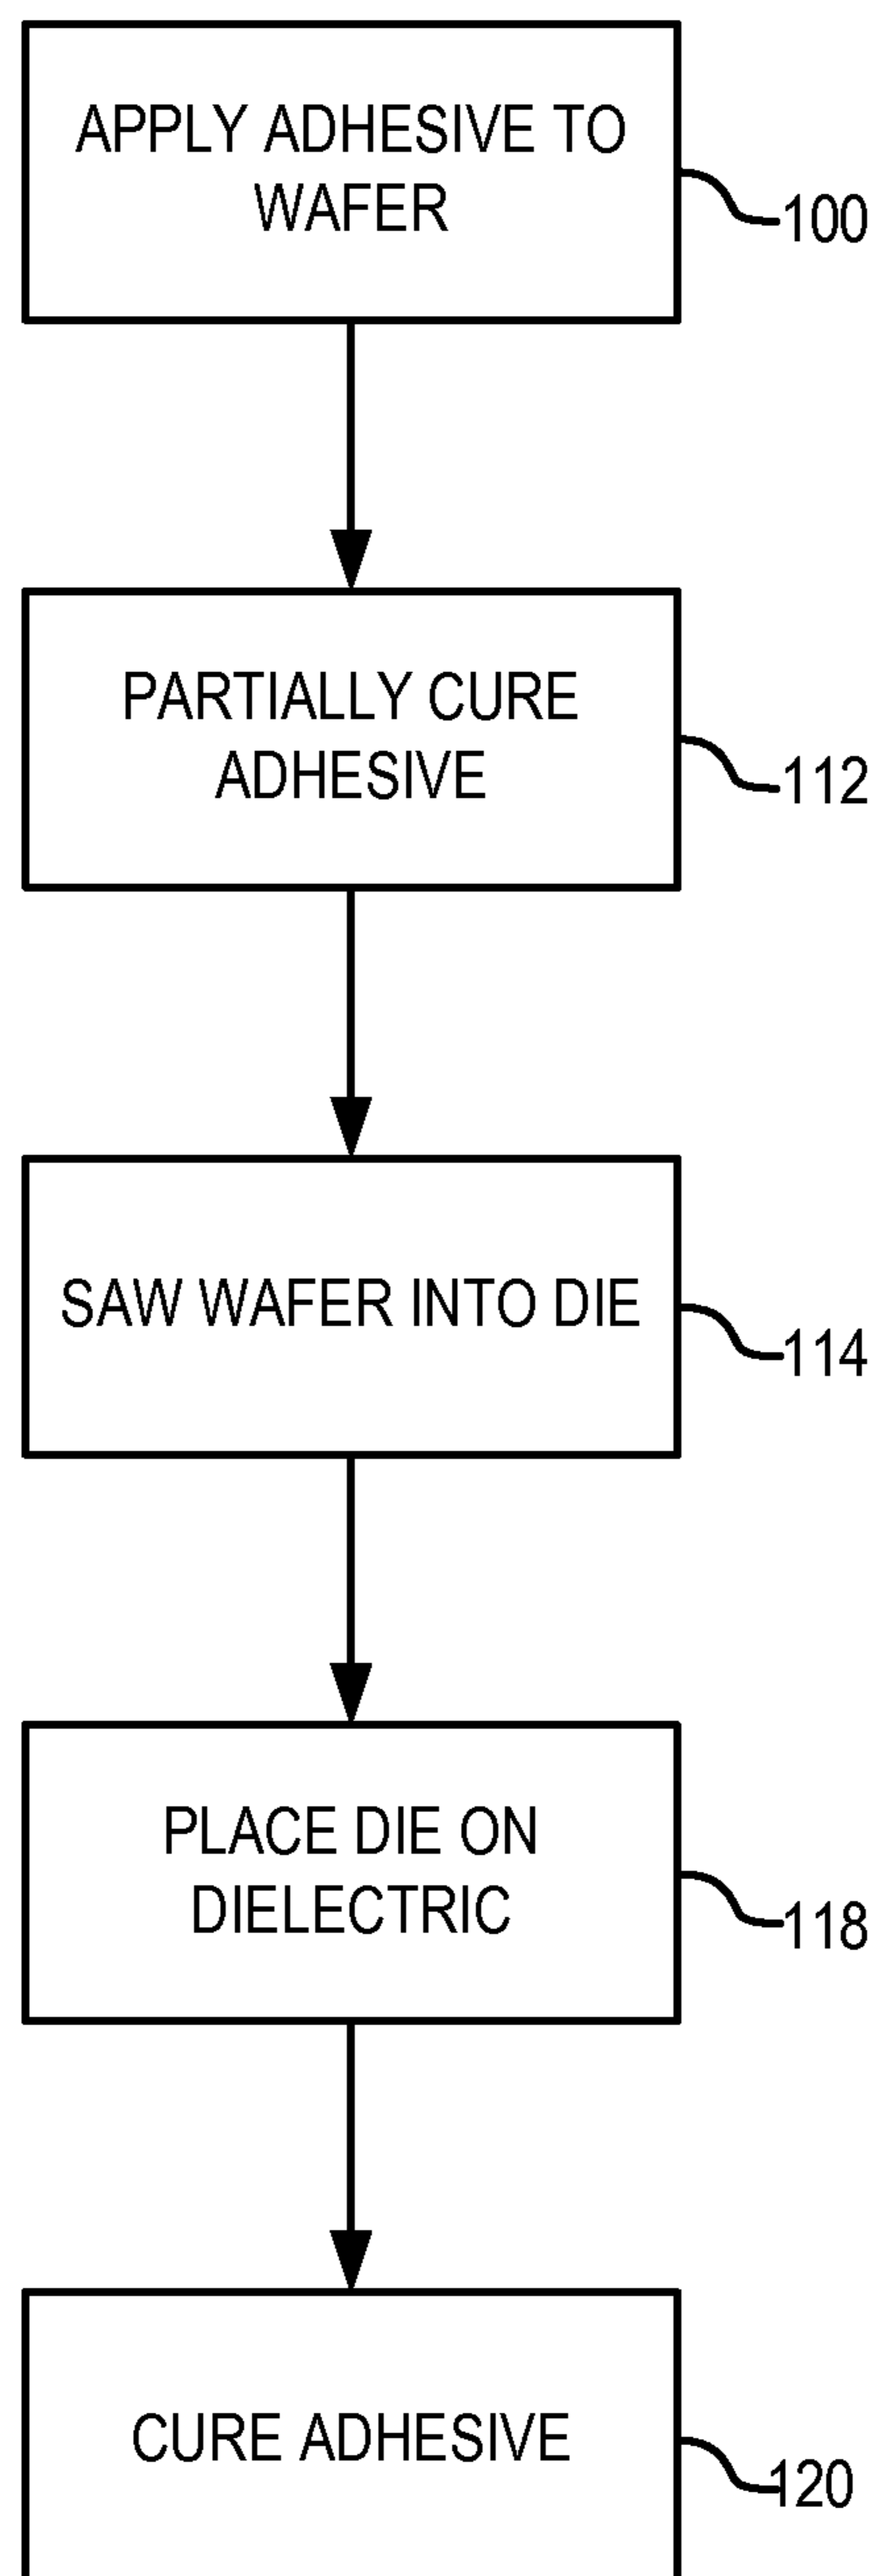 APPLY ADHESIVE TO
WAFER
100
PARTIALLY CURE
ADHESIVE
112
SAW WAFER INTO DIE
114
PLACE DIE ON
DIELECTRIC
118
CURE ADHESIVE
120